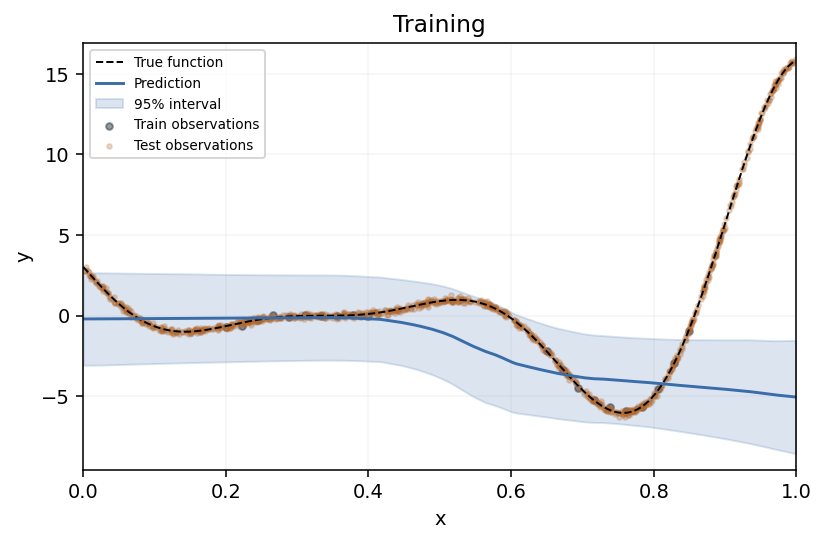 Training
True function
Prediction
95% interval
Train observations
Test observations
15
10
5
0
−5
y
0.0 0.2 0.4 0.6 0.8 1.0
x